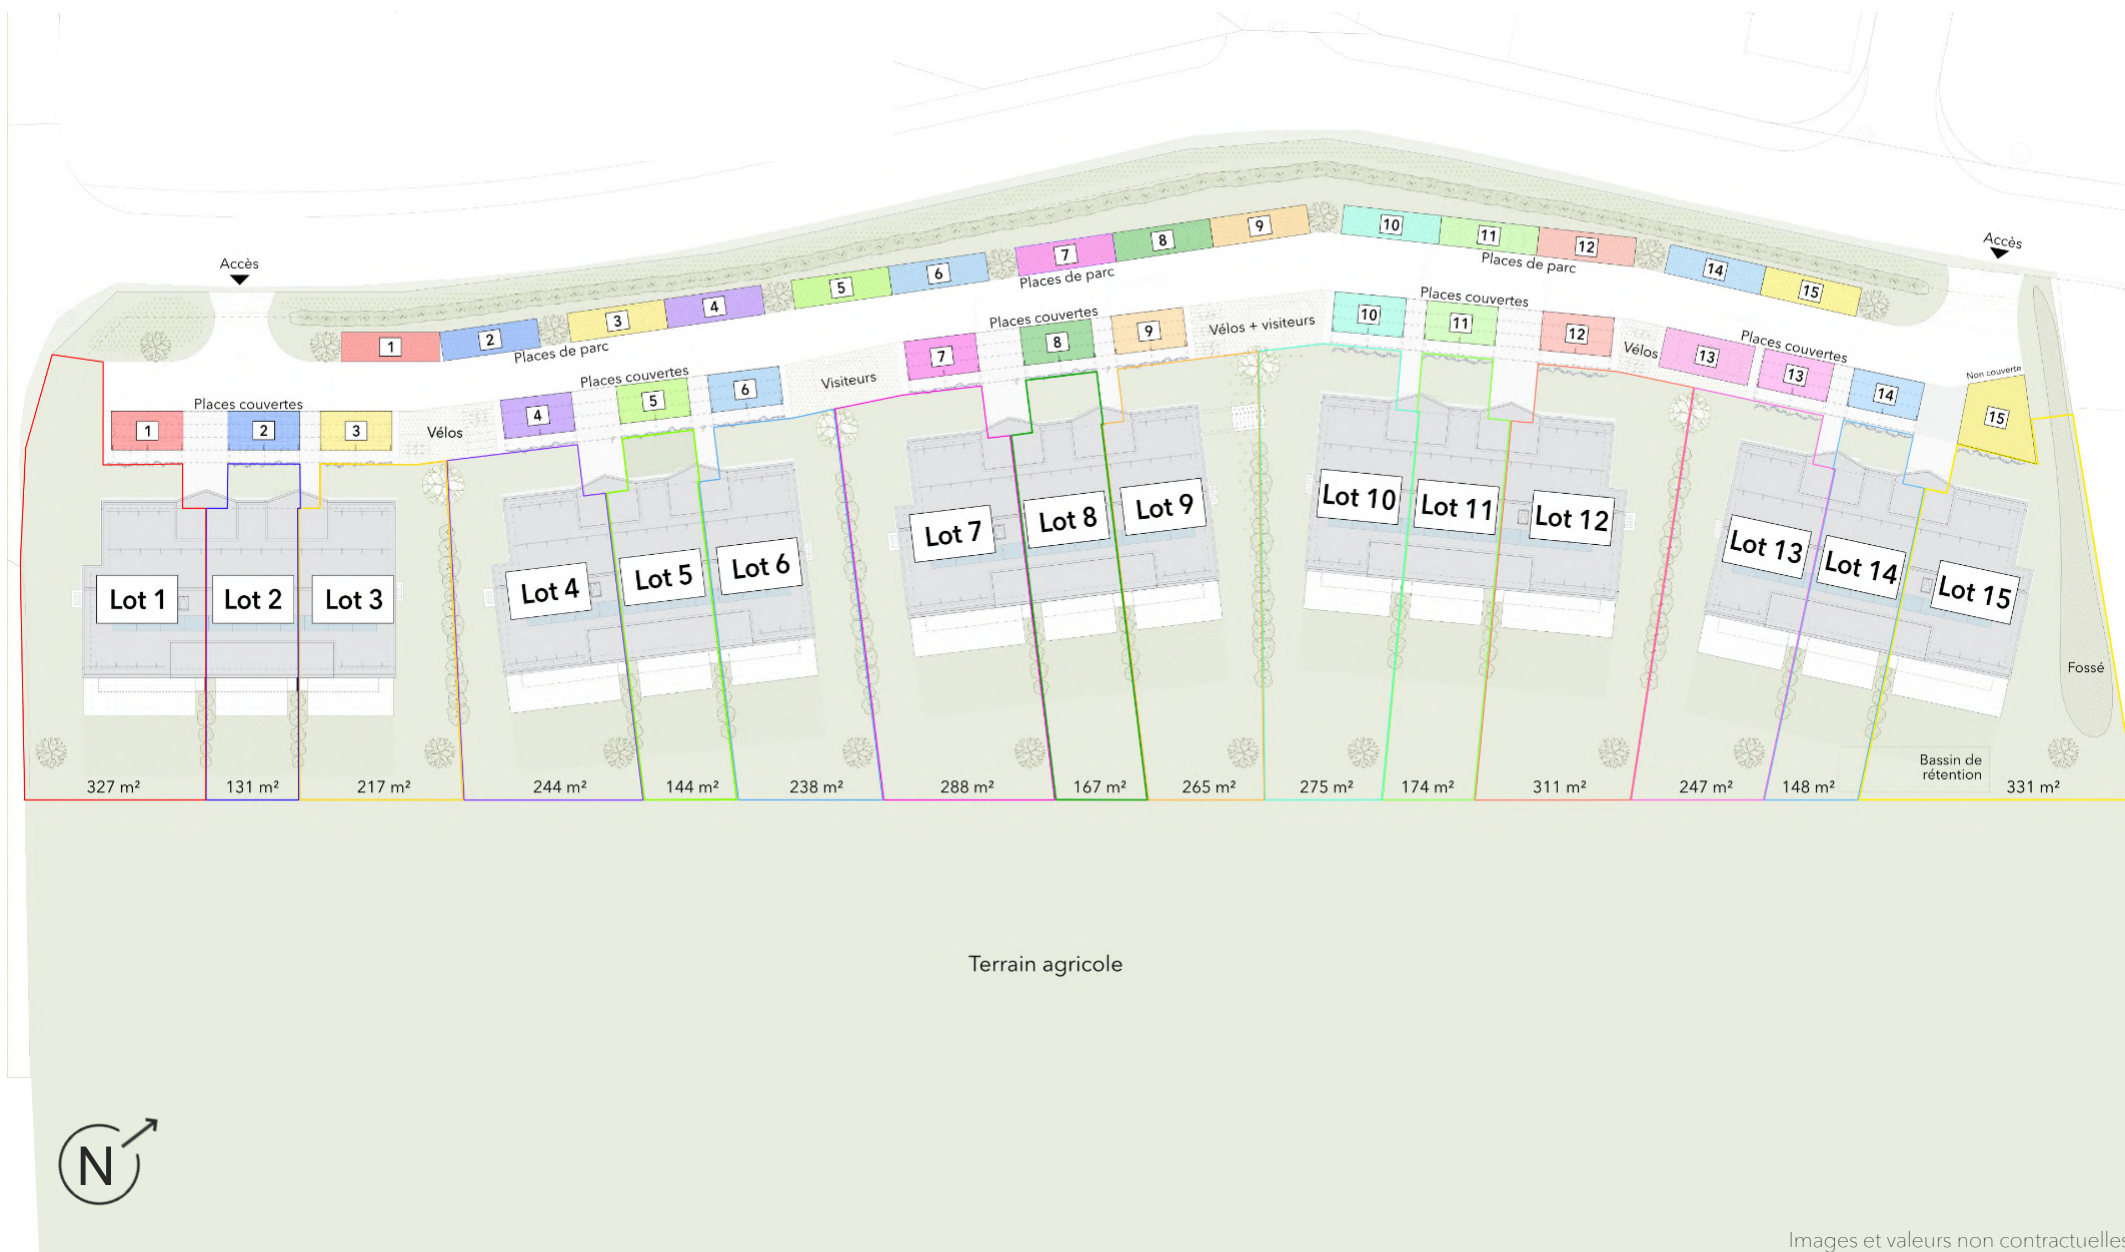 10
11
12
9
8
7
Places de parc
Accès
Accès
14
15
Places de parc
6
5
4
3
2
1
Places de parc
Places couvertes
10
11
12
Places couvertes
7
8
9
Vélos + visiteurs
Vélos
Places couvertes
13
13
14
Non couverte
15
Places couvertes
4
5
6
Visiteurs
Places couvertes
1
2
3
Vélos
Lot 1
Lot 2
Lot 3
Lot 4
Lot 5
Lot 6
Lot 7
Lot 8
Lot 9
Lot 10
Lot 11
Lot 12
Lot 13
Lot 14
Lot 15
Fossé
Bassin de
rétention
327 m²
131 m²
217 m²
244 m²
144 m²
238 m²
288 m²
167 m²
265 m²
275 m²
174 m²
311 m²
247 m²
148 m²
331 m²
Terrain agricole
N
Images et valeurs non contractuelles